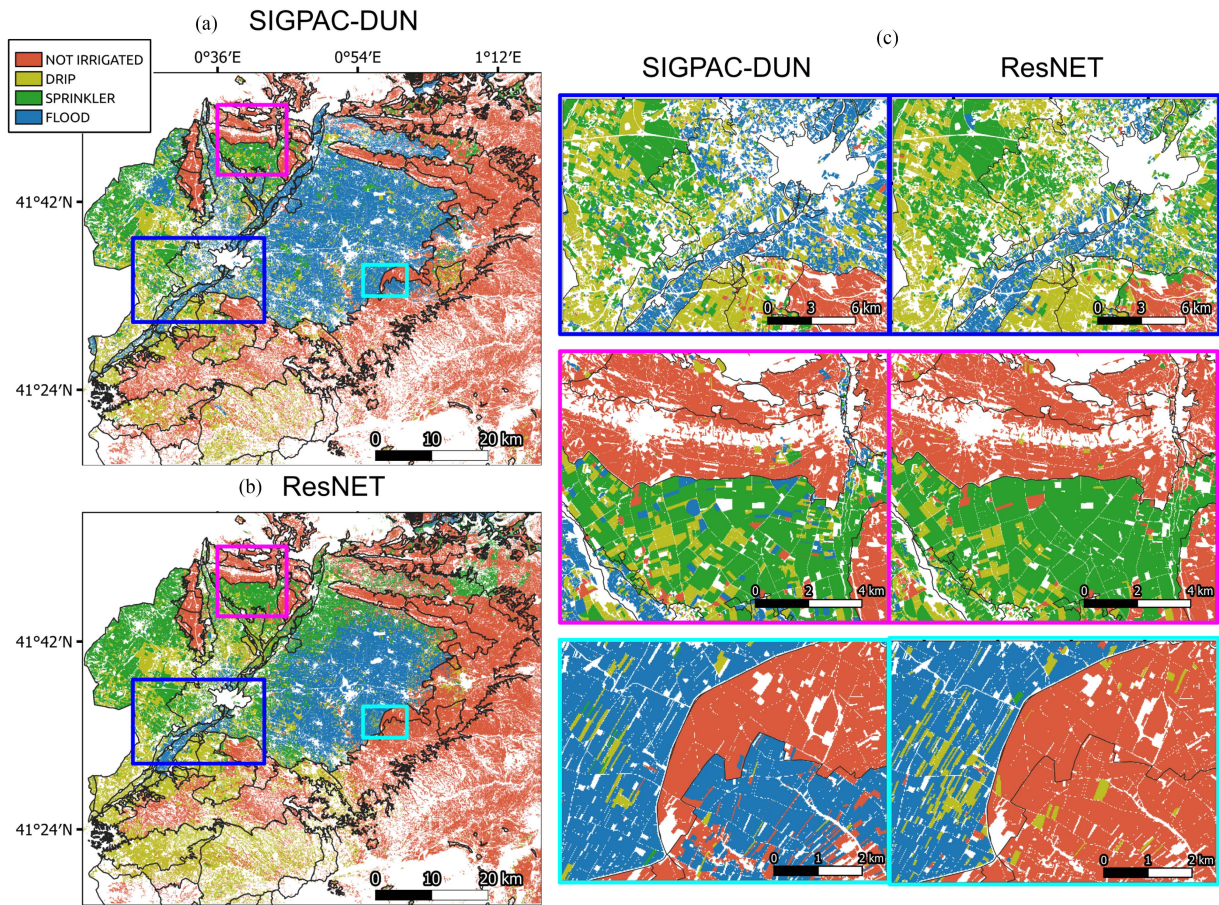 SIGPAC-DUN
(a)
NOT IRRIGATED
DRIP
SPRINKLER
FLOOD
0°36′E 0°54′E 1°12′E
41°42′N
41°24′N
0 10 20 km
(b)
ResNET
41°42′N
41°24′N
0 10 20 km
(c)
SIGPAC-DUN ResNET
0 3 6 km
0 3 6 km
0 2 4 km
0 2 4 km
0 1 2 km
0 1 2 km